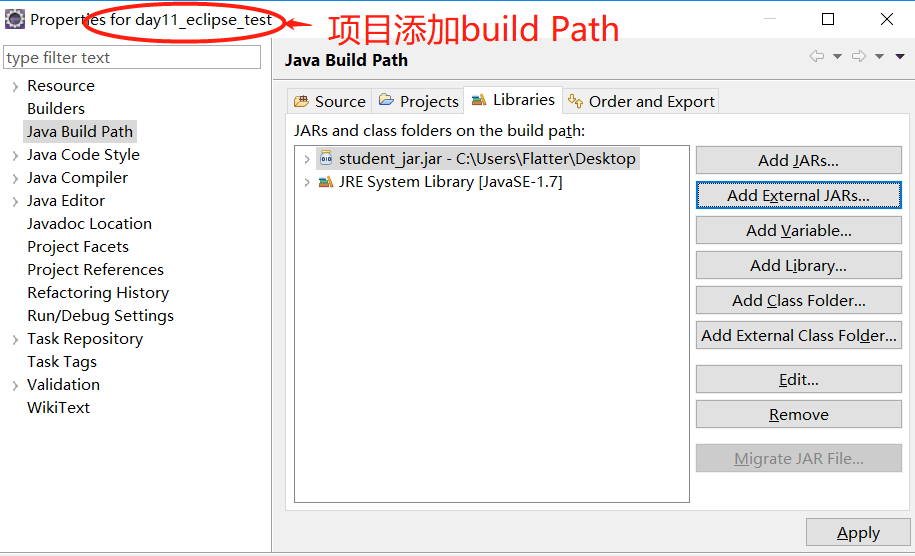 Properties for day11_eclipse_test
项目添加build Path
type filter text
Resource
Builders
Java Build Path
Java Code Style
Java Compiler
Java Editor
Javadoc Location
Project Facets
Project References
Refactoring History
Run/Debug Settings
Task Repository
Task Tags
Validation
WikiText
Java Build Path
Source Projects Libraries Order and Export
JARs and class folders on the build path:
student_jar.jar - C:\Users\Flatter\Desktop
JRE System Library [JavaSE-1.7]
Add JARs...
Add External JARs...
Add Variable...
Add Library...
Add Class Folder...
Add External Class Folder...
Edit...
Remove
Migrate JAR File...
Apply